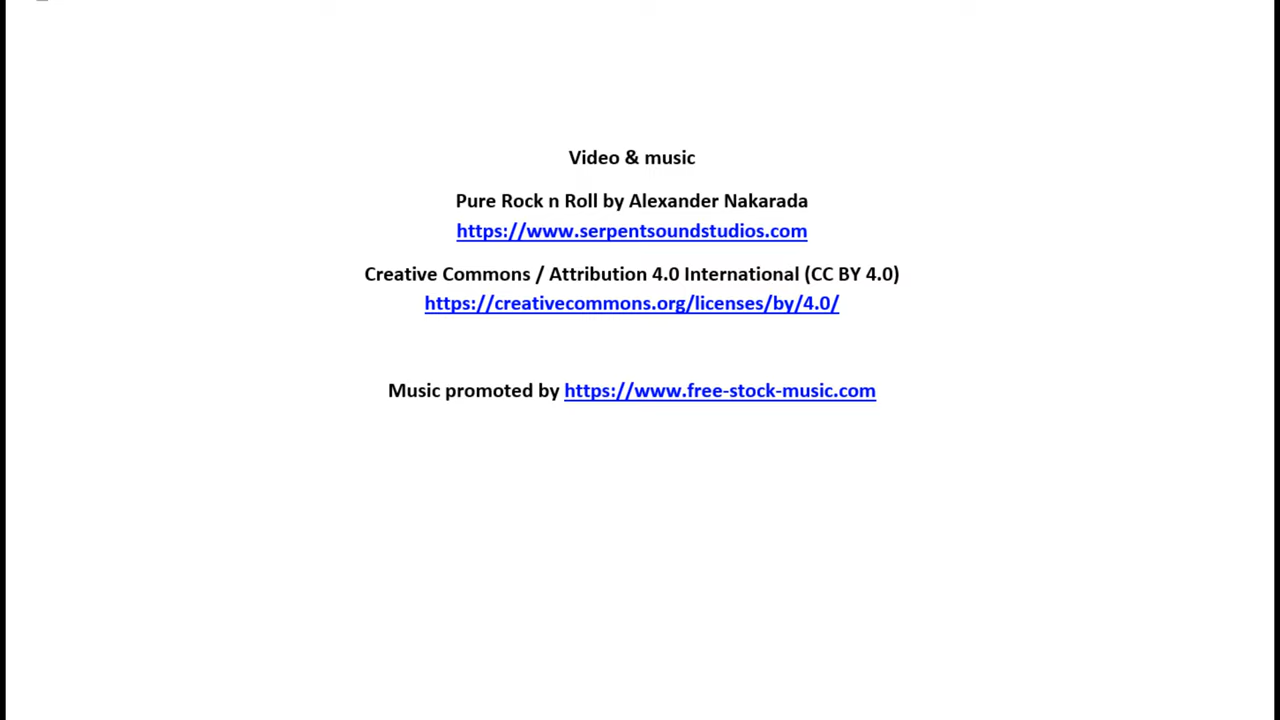 Video & music
Pure Rock n Roll by Alexander Nakarada
https://www.serpentsoundstudios.com
Creative Commons / Attribution 4.0 International (CC BY 4.0)
https://creativecommons.org/licenses/by/4.0/
Music promoted by https://www.free-stock-music.com